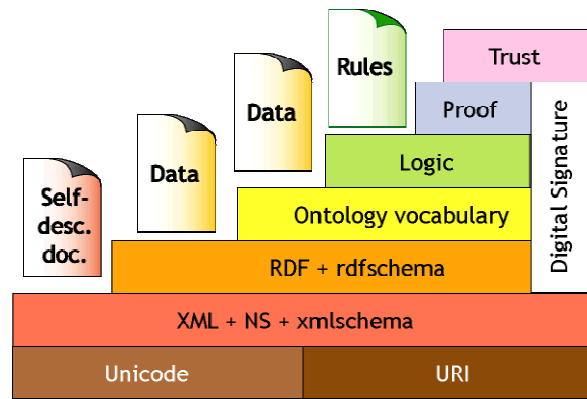 Trust
Rules
Proof
Data
Logic
Data
Digital Signature
Self-
desc.
doc.
Ontology vocabulary
RDF + rdfschema
XML + NS + xmlschema
Unicode
URI